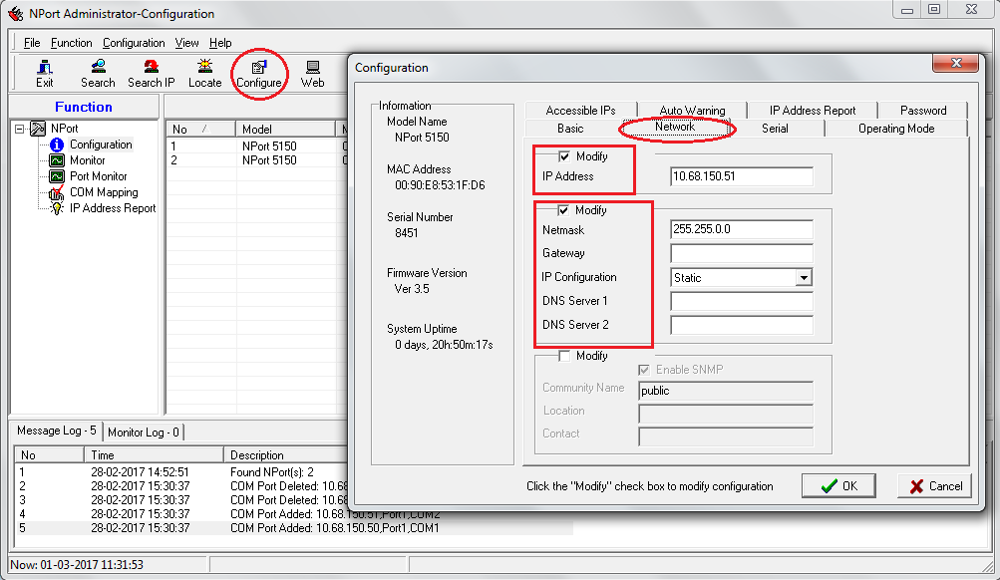 NPort Administrator-Configuration
File Function Configuration View Help
Exit Search Search IP Locate Configure Web
Function
NPort
Configuration
Monitor
Port Monitor
COM Mapping
IP Address Report
No / Model
1 NPort 5150
2 NPort 5150
Configuration
Information
Model Name
NPort 5150
MAC Address
00:90:E8:53:1F:D6
Serial Number
8451
Firmware Version
Ver 3.5
System Uptime
0 days, 20h:50m:17s
Accessible IPs Auto Warning IP Address Report Password
Basic Network Serial Operating Mode
Modify
IP Address 10.68.150.51
Modify
Netmask 255.255.0.0
Gateway
IP Configuration Static
DNS Server 1
DNS Server 2
Modify
Enable SNMP
Community Name public
Location
Contact
Click the "Modify" check box to modify configuration OK Cancel
Message Log - 5 Monitor Log - 0
No Time Description
1 28-02-2017 14:52:51 Found NPort(s): 2
2 28-02-2017 15:30:37 COM Port Deleted: 10.68
3 28-02-2017 15:30:37 COM Port Deleted: 10.68
4 28-02-2017 15:30:37 COM Port Added: 10.68.150.51,Port1,COM2
5 28-02-2017 15:30:37 COM Port Added: 10.68.150.50,Port1,COM1
Now: 01-03-2017 11:31:53